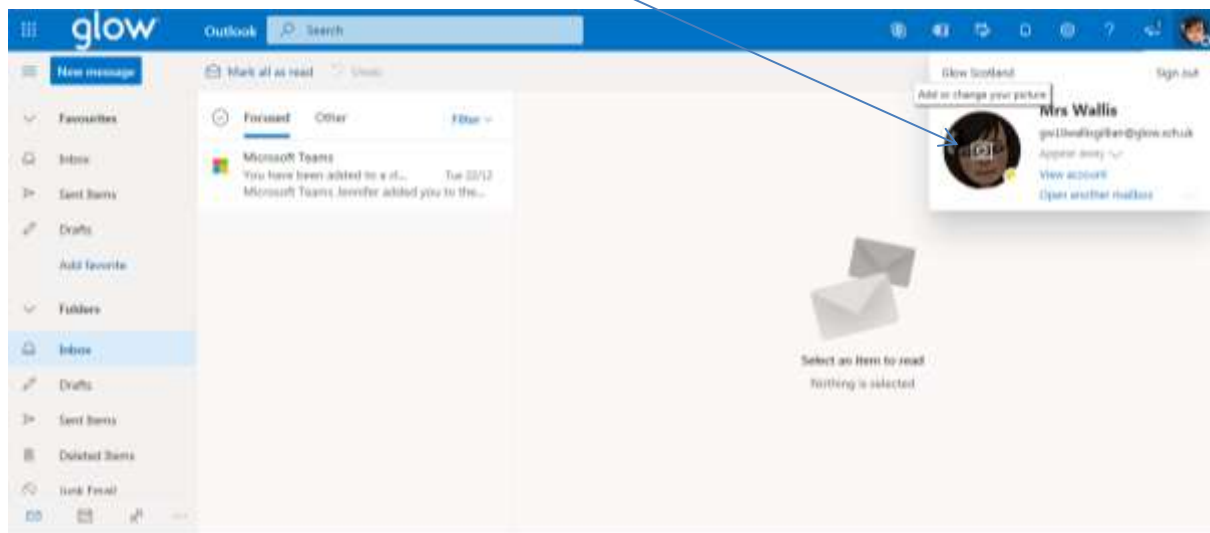 glow
Outlook
Search
New message
Mark all as read
Undo
Glow Scotland
Sign out
Add or change your picture
Mrs Wallis
Appear away
View account
Open another mailbox
Favourites
Inbox
Sent Items
Drafts
Add favorite
Folders
Inbox
Drafts
Sent Items
Deleted Items
Junk Email
Focused
Other
Filter
Microsoft Teams
You have been added to a cl...
Tue 22/12
Microsoft Teams Jennifer added you to the...
Select an item to read
Nothing is selected